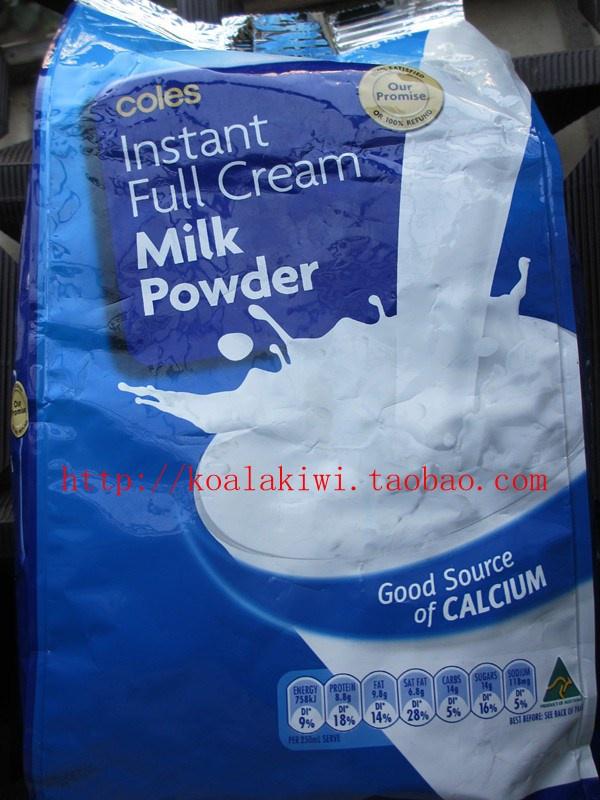 coles
Instant
Full Cream
Milk
Powder
SATISFIED
Our
Promise
OR 100% REFUND
Our
http://koalakiwi.taobao.com
Good Source
of CALCIUM
ENERGY 758kJ DI* 9%
PROTEIN 8.8g DI* 18%
FAT 9.8g DI* 14%
SAT FAT 6.8g DI* 28%
CARBS 14g DI* 5%
SUGARS 14g DI* 16%
SODIUM 118mg DI* 5%
PER 250mL SERVE
BEST BEFORE: SEE BACK OF